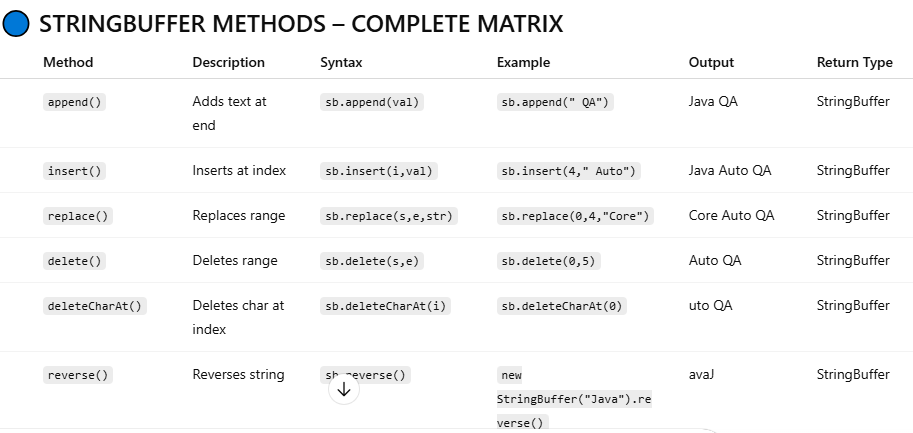 STRINGBUFFER METHODS – COMPLETE MATRIX
Method Description Syntax Example Output Return Type
append() Adds text at end sb.append(val) sb.append(" QA") Java QA StringBuffer
insert() Inserts at index sb.insert(i,val) sb.insert(4," Auto") Java Auto QA StringBuffer
replace() Replaces range sb.replace(s,e,str) sb.replace(0,4,"Core") Core Auto QA StringBuffer
delete() Deletes range sb.delete(s,e) sb.delete(0,5) Auto QA StringBuffer
deleteCharAt() Deletes char at index sb.deleteCharAt(i) sb.deleteCharAt(0) uto QA StringBuffer
reverse() Reverses string sb.reverse() new StringBuffer("Java").reverse() avaJ StringBuffer